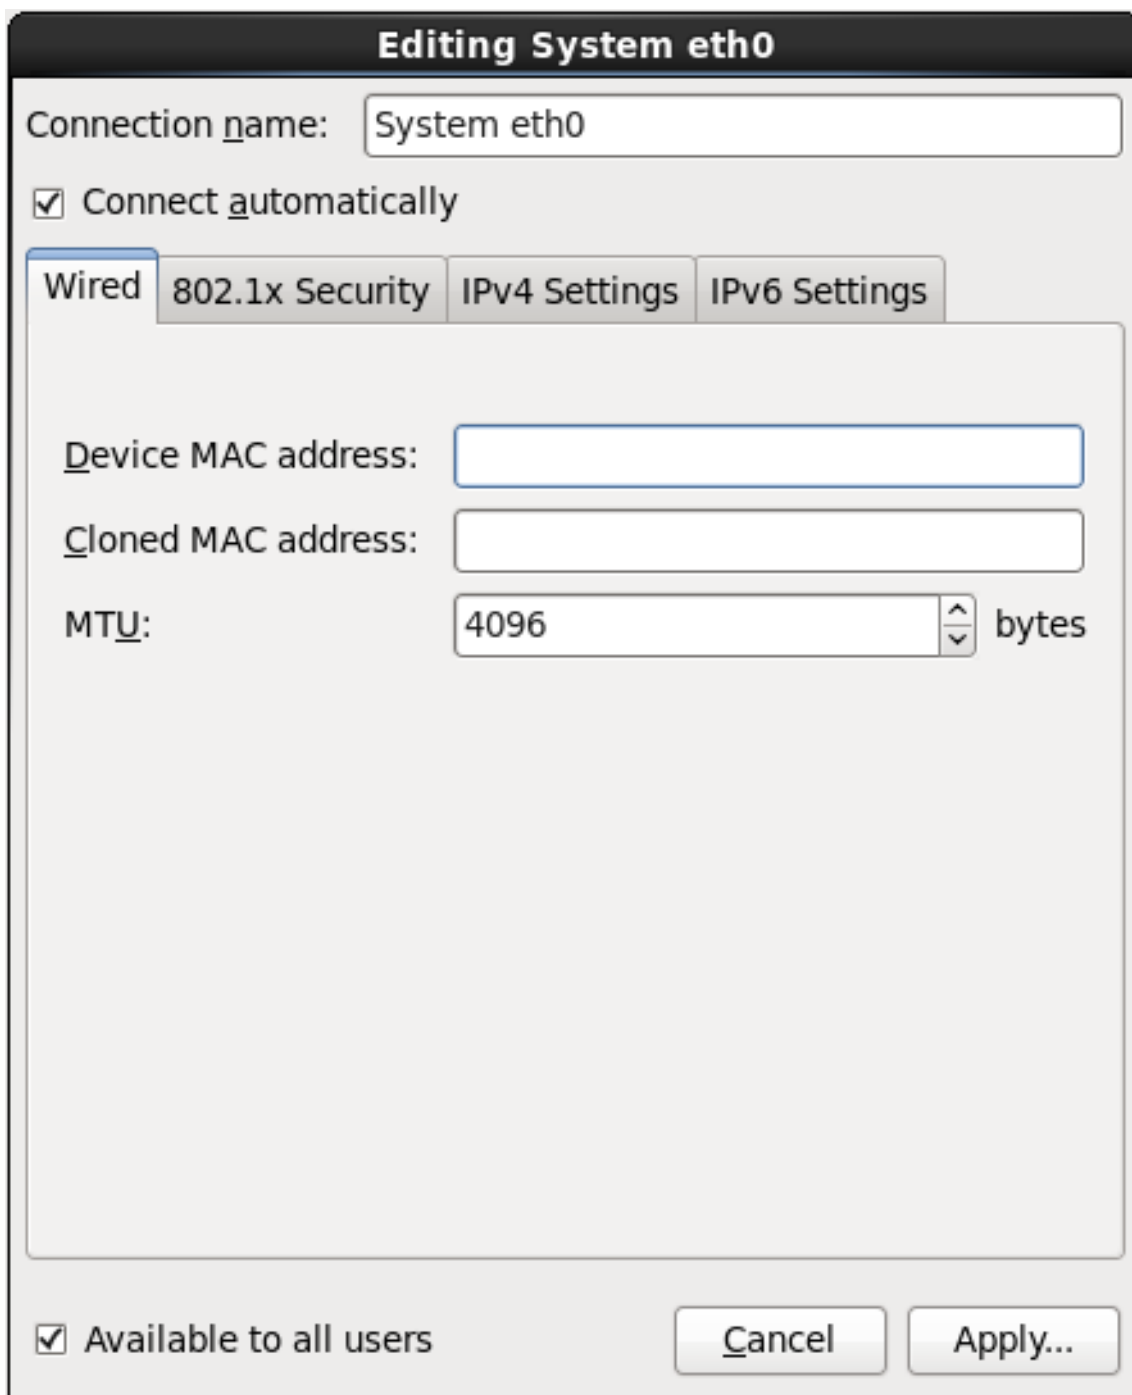 Editing System eth0
Connection name: System eth0
Connect automatically
Wired 802.1x Security IPv4 Settings IPv6 Settings
Device MAC address:
Cloned MAC address:
MTU: 4096 bytes
Available to all users Cancel Apply...